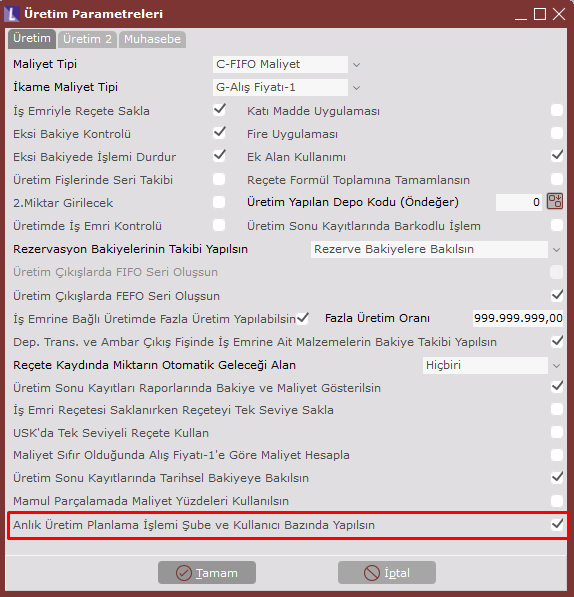 Üretim Parametreleri
Üretim Üretim 2 Muhasebe
Maliyet Tipi C-FIFO Maliyet
İkame Maliyet Tipi G-Alış Fiyatı-1
İş Emriyle Reçete Sakla Katı Madde Uygulaması
Eksi Bakiye Kontrolü Fire Uygulaması
Eksi Bakiyede İşlemi Durdur Ek Alan Kullanımı
Üretim Fişlerinde Seri Takibi Reçete Formül Toplamına Tamamlansın
2.Miktar Girilecek Üretim Yapılan Depo Kodu (Öndeğer) 0
Üretimde İş Emri Kontrolü Üretim Sonu Kayıtlarında Barkodlu İşlem
Rezervasyon Bakiyelerinin Takibi Yapılsın Rezerve Bakiyelere Bakılsın
Üretim Çıkışlarda FIFO Seri Oluşsun
Üretim Çıkışlarda FEFO Seri Oluşsun
İş Emrine Bağlı Üretimde Fazla Üretim Yapılabilsin Fazla Üretim Oranı 999.999.999,00
Dep. Trans. ve Ambar Çıkış Fişinde İş Emrine Ait Malzemelerin Bakiye Takibi Yapılsın
Reçete Kaydında Miktarın Otomatik Geleceği Alan Hiçbiri
Üretim Sonu Kayıtları Raporlarında Bakiye ve Maliyet Gösterilsin
İş Emri Reçetesi Saklanırken Reçeteyi Tek Seviye Sakla
USK'da Tek Seviyeli Reçete Kullan
Maliyet Sıfır Olduğunda Alış Fiyatı-1'e Göre Maliyet Hesapla
Üretim Sonu Kayıtlarında Tarihsel Bakiyeye Bakılsın
Mamul Parçalamada Maliyet Yüzdeleri Kullanılsın
Anlık Üretim Planlama İşlemi Şube ve Kullanıcı Bazında Yapılsın
Tamam İptal